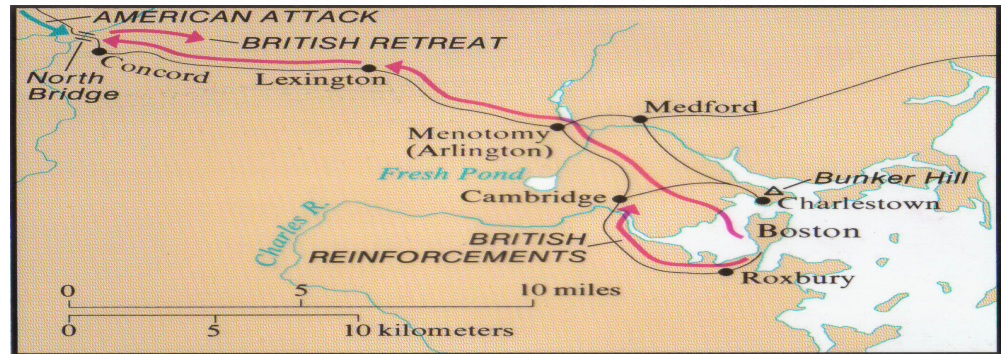 AMERICAN ATTACK
BRITISH RETREAT
North
Bridge
Concord
Lexington
Medford
Menotomy
(Arlington)
Fresh Pond
Bunker Hill
Cambridge
Charlestown
Charles R.
Boston
BRITISH
REINFORCEMENTS
Roxbury
0 5 10 miles
0 5 10 kilometers